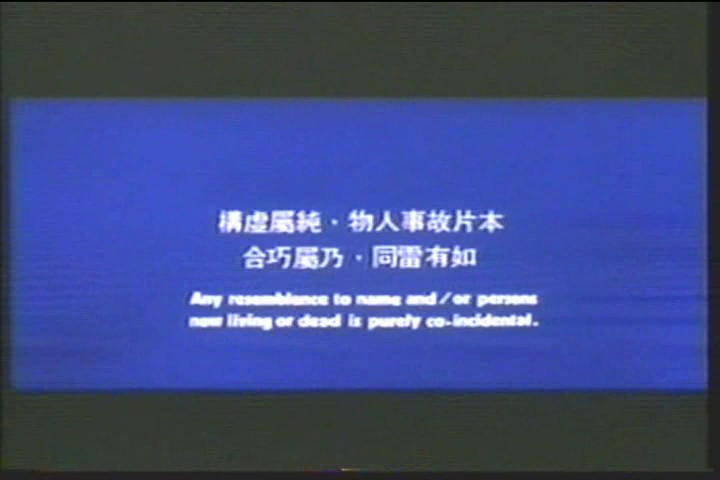 本片故事人物．純屬虛構
如有雷同．乃屬巧合
Any resemblance to name and/or persons
now living or dead is purely co-incidental.